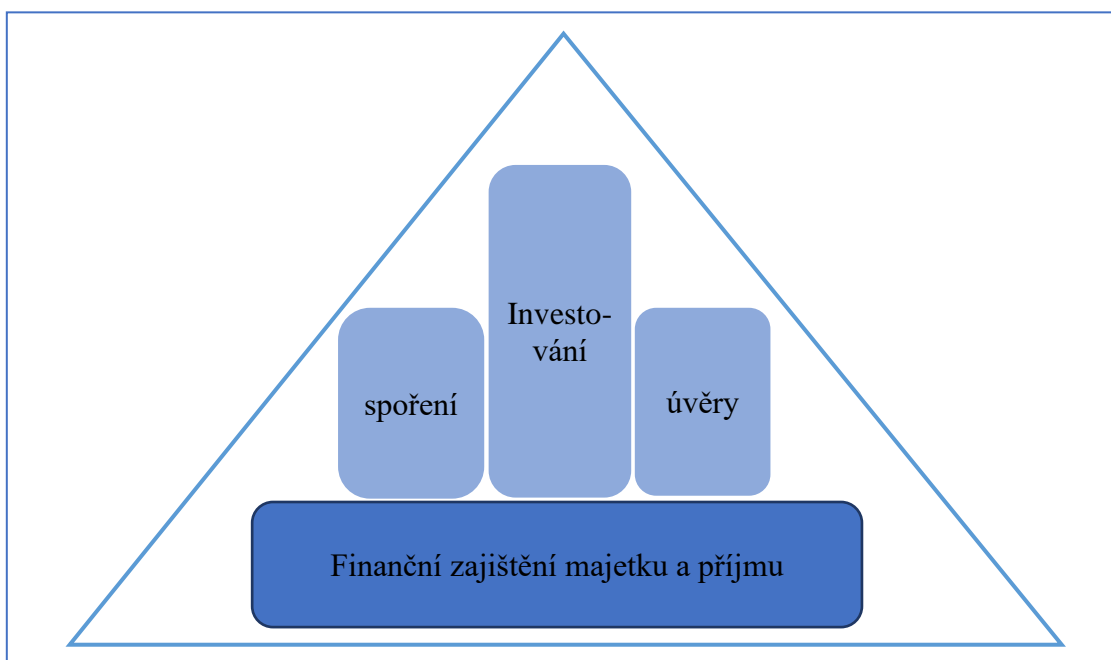 Investo-
vání
spoření
úvěry
Finanční zajištění majetku a příjmu